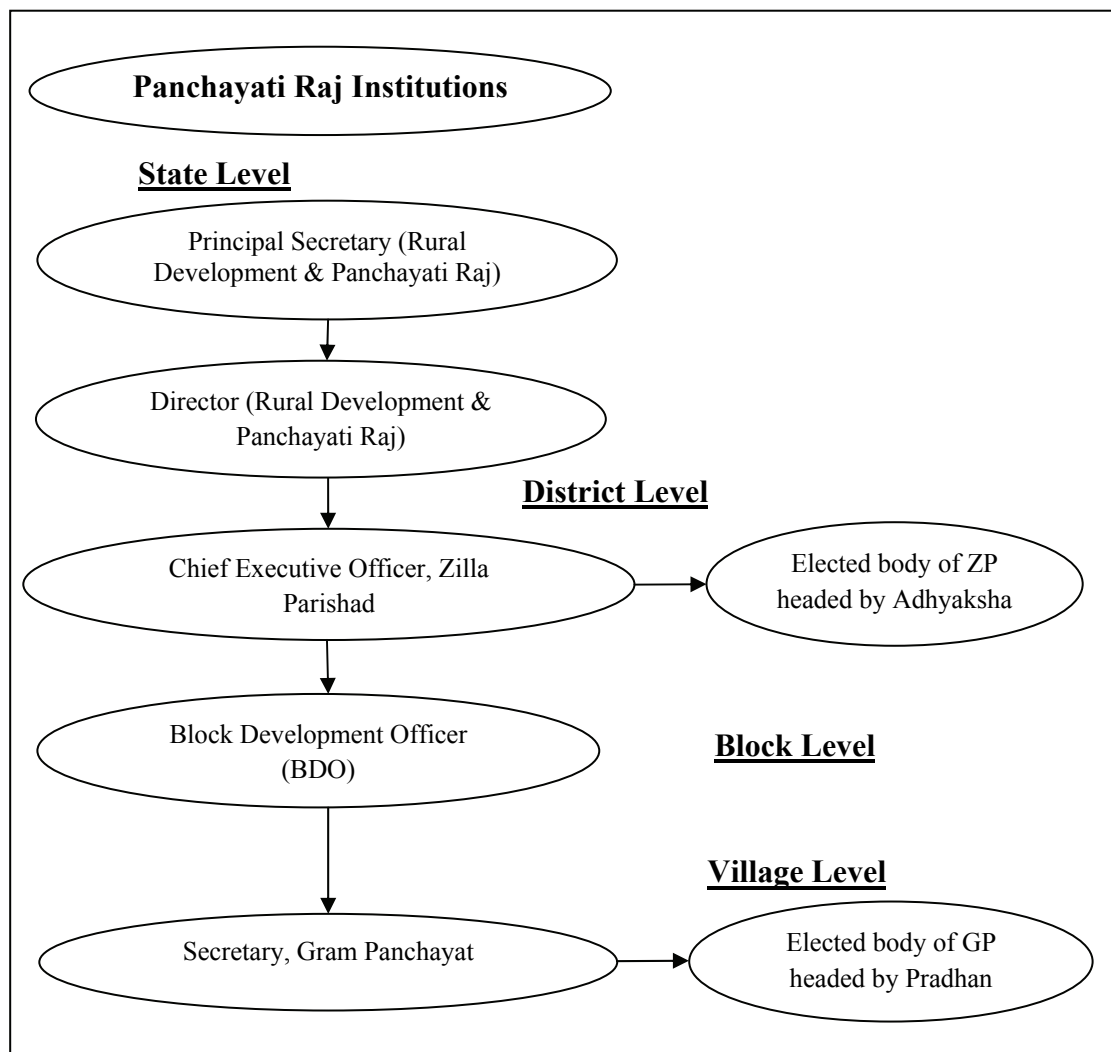 Panchayati Raj Institutions
State Level
Principal Secretary (Rural
Development & Panchayati Raj)
Director (Rural Development &
Panchayati Raj)
District Level
Chief Executive Officer, Zilla
Parishad
Elected body of ZP
headed by Adhyaksha
Block Development Officer
(BDO)
Block Level
Village Level
Secretary, Gram Panchayat
Elected body of GP
headed by Pradhan